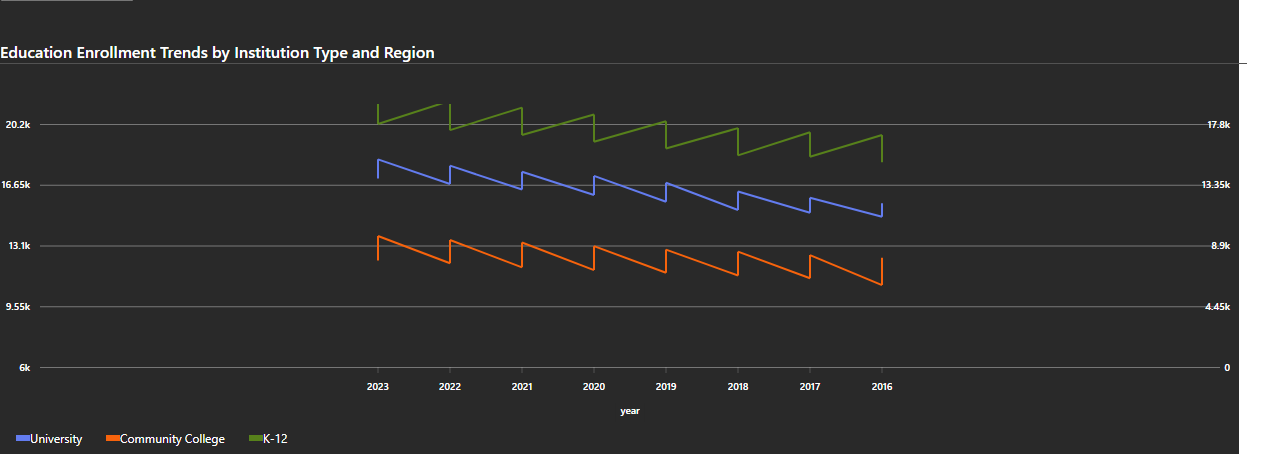 Education Enrollment Trends by Institution Type and Region
20.2k 17.8k
16.65k 13.35k
13.1k 8.9k
9.55k 4.45k
6k 0
2023 2022 2021 2020 2019 2018 2017 2016
year
University Community College K-12